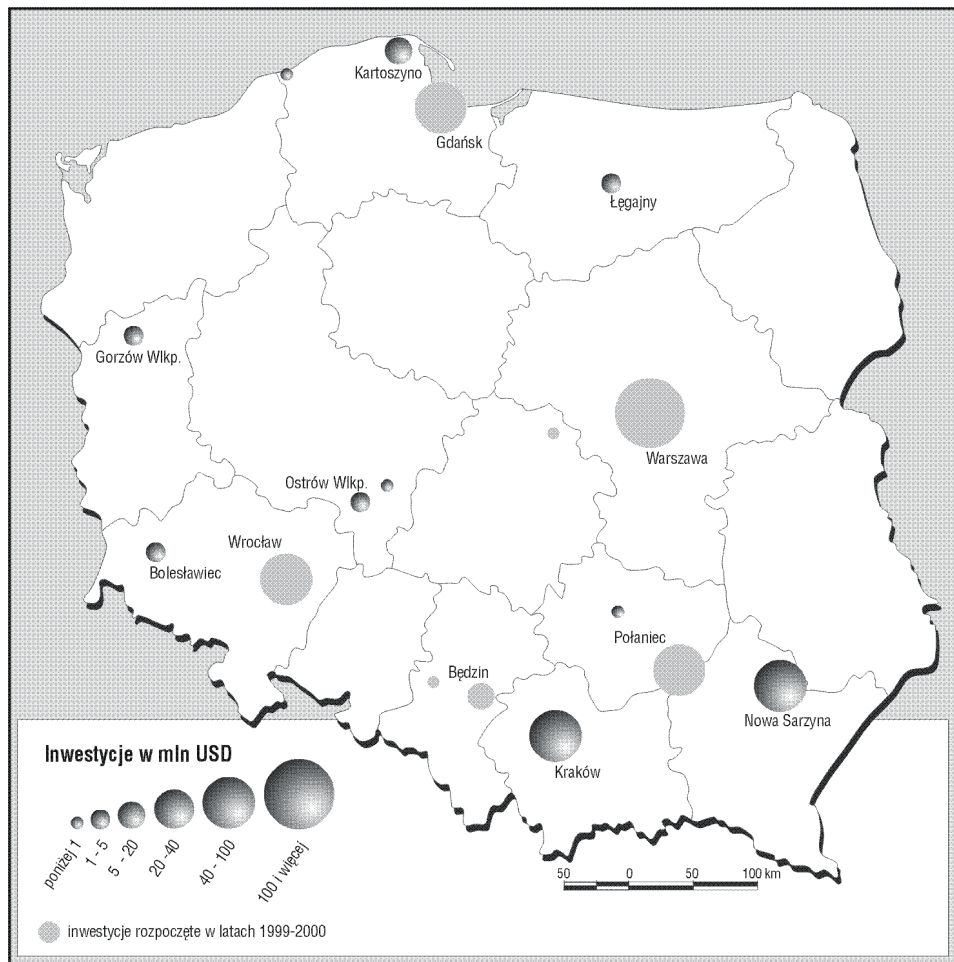 Kartoszyno
Gdańsk
Łęgajny
Gorzów Wlkp.
Warszawa
Ostrów Wlkp.
Wrocław
Bolesławiec
Połaniec
Będzin
Nowa Sarzyna
Kraków
Inwestycje w mln USD
poniżej 1
1 - 5
5 - 20
20 - 40
40 - 100
100 i więcej
50 0 50 100 km
inwestycje rozpoczęte w latach 1999-2000